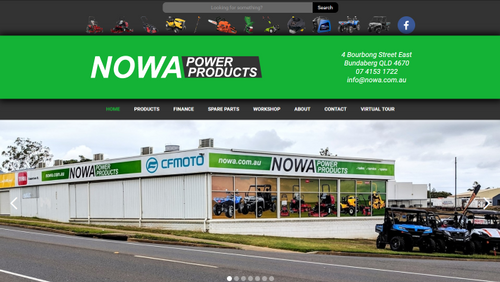 Looking for something?
Search
NOWA POWER PRODUCTS
4 Bourbong Street East
Bundaberg QLD 4670
07 4153 1722
info@nowa.com.au
HOME PRODUCTS FINANCE SPARE PARTS WORKSHOP ABOUT CONTACT VIRTUAL TOUR
nowa.com.au NOWA POWER PRODUCTS CFMOTO nowa.com.au NOWA POWER PRODUCTS